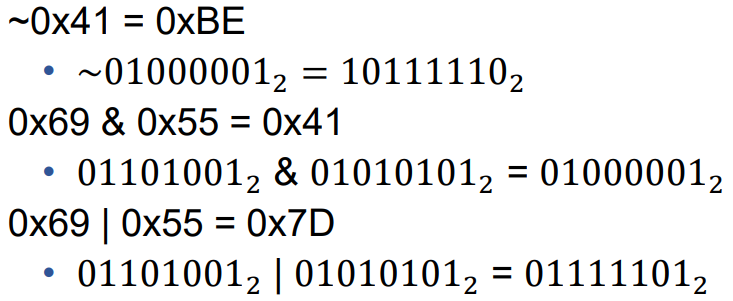 ~0x41 = 0xBE
• ~01000001₂ = 10111110₂
0x69 & 0x55 = 0x41
• 01101001₂ & 01010101₂ = 01000001₂
0x69 | 0x55 = 0x7D
• 01101001₂ | 01010101₂ = 01111101₂